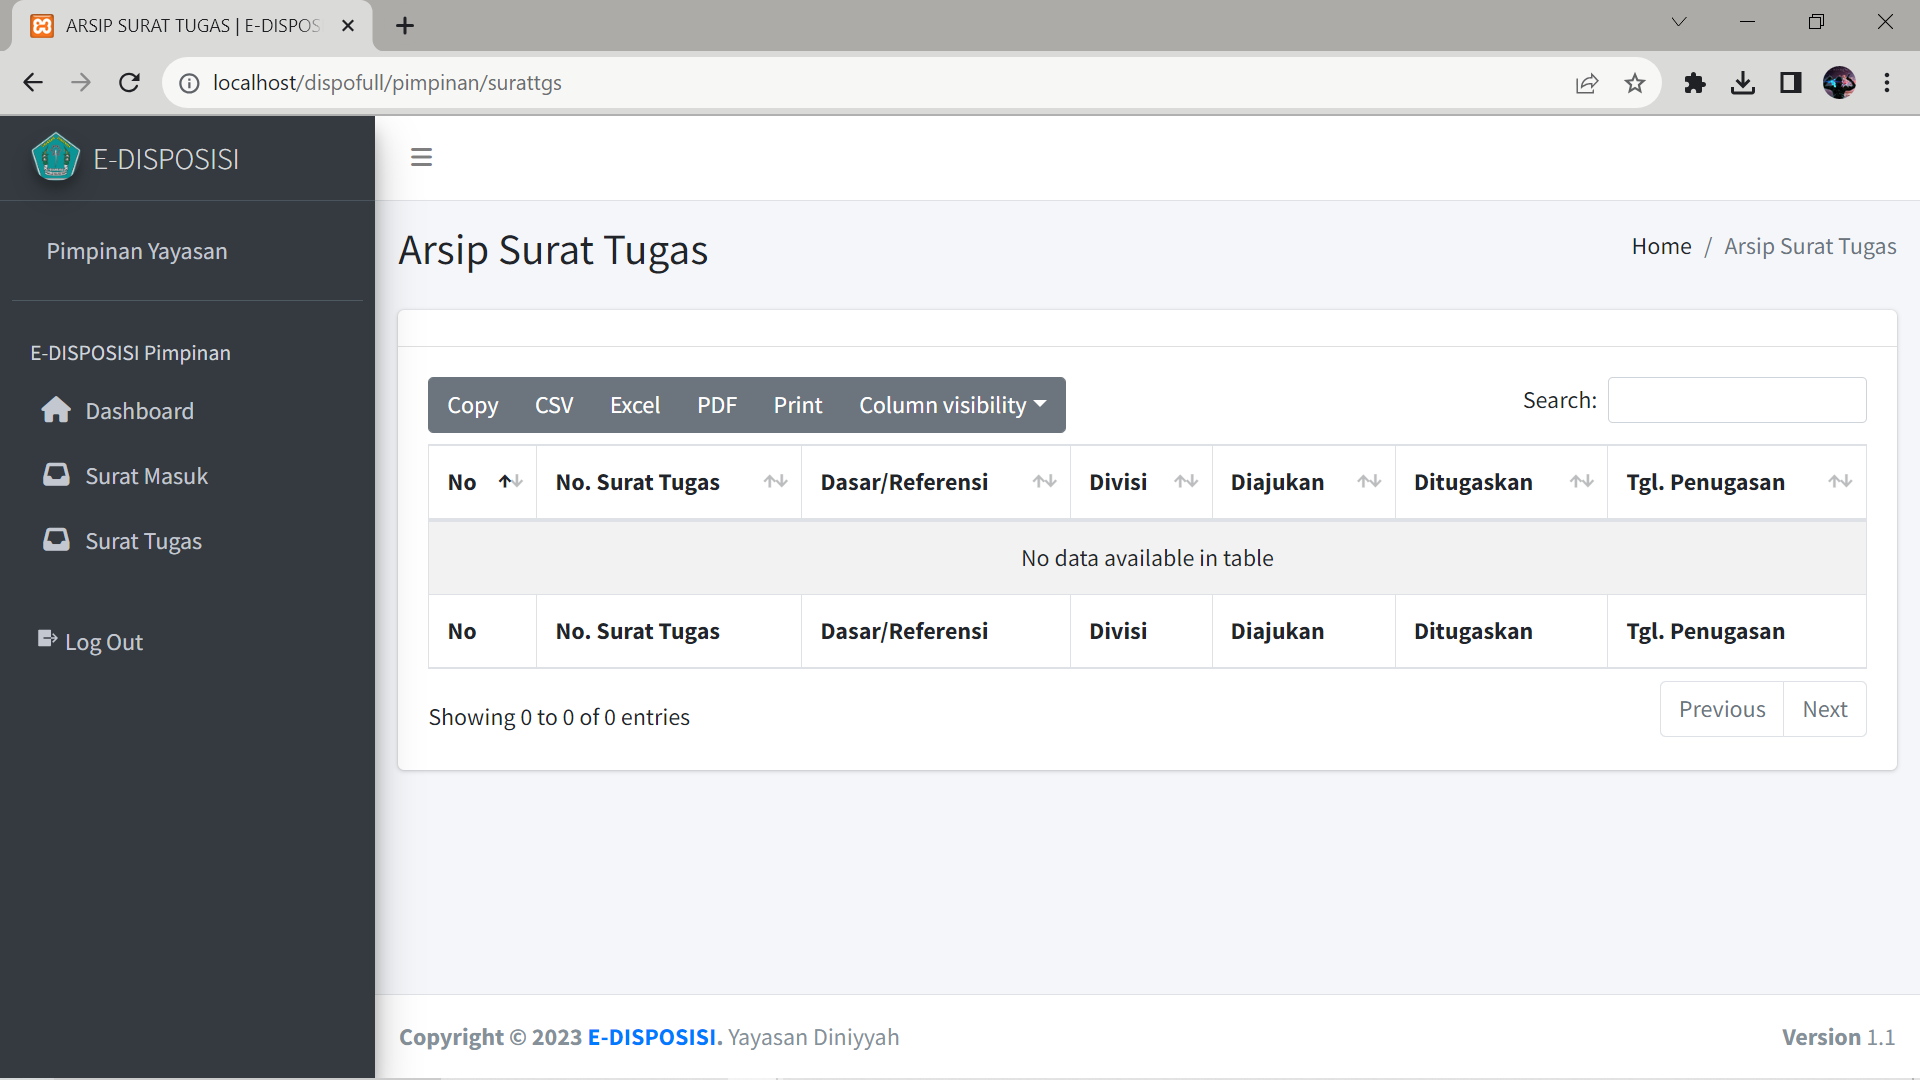 ARSIP SURAT TUGAS | E-DISPOS
localhost/dispofull/pimpinan/surattgs
E-DISPOSISI
Pimpinan Yayasan
E-DISPOSISI Pimpinan
Dashboard
Surat Masuk
Surat Tugas
Log Out
Arsip Surat Tugas
Home / Arsip Surat Tugas
Copy CSV Excel PDF Print Column visibility
Search:
No No. Surat Tugas Dasar/Referensi Divisi Diajukan Ditugaskan Tgl. Penugasan
No data available in table
No No. Surat Tugas Dasar/Referensi Divisi Diajukan Ditugaskan Tgl. Penugasan
Showing 0 to 0 of 0 entries
Previous Next
Copyright © 2023 E-DISPOSISI. Yayasan Diniyyah
Version 1.1